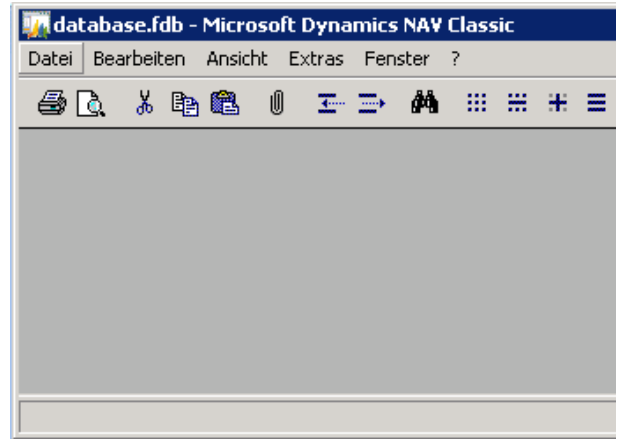 database.fdb - Microsoft Dynamics NAV Classic
Datei Bearbeiten Ansicht Extras Fenster ?